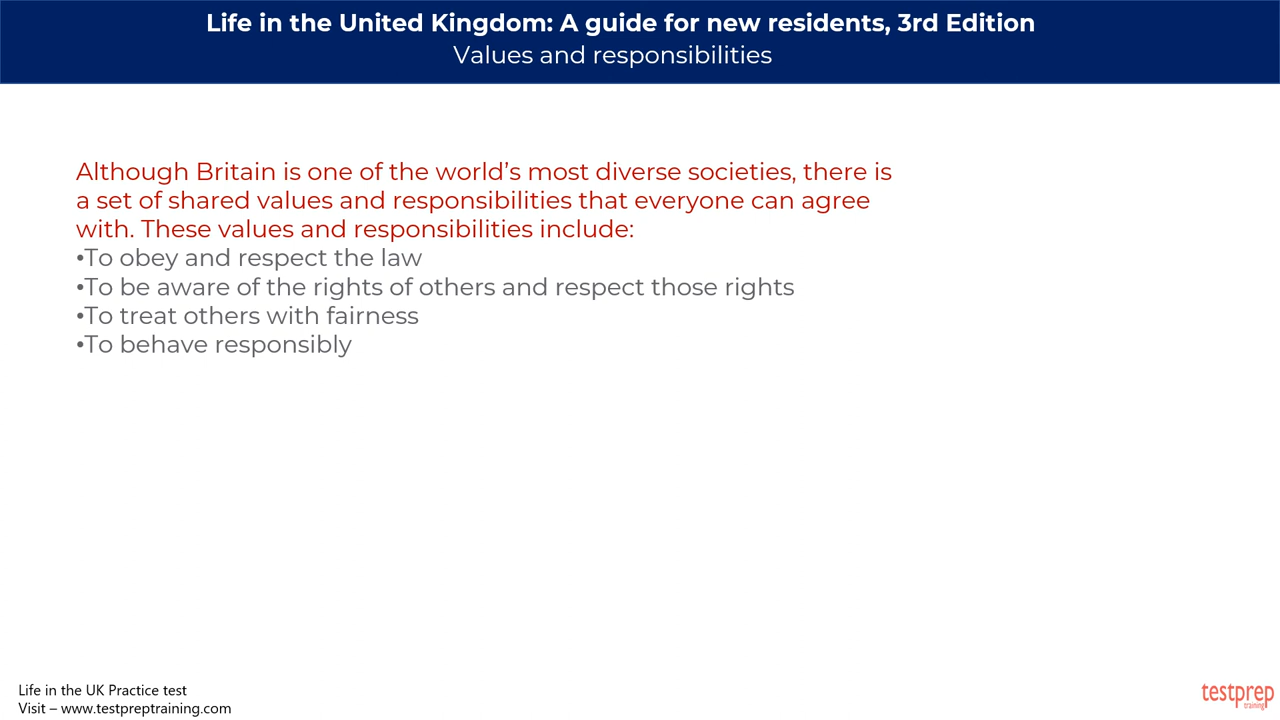 Life in the United Kingdom: A guide for new residents, 3rd Edition
Values and responsibilities
Although Britain is one of the world’s most diverse societies, there is
a set of shared values and responsibilities that everyone can agree
with. These values and responsibilities include:
•To obey and respect the law
•To be aware of the rights of others and respect those rights
•To treat others with fairness
•To behave responsibly
Life in the UK Practice test
Visit – www.testpreptraining.com
testprep
training